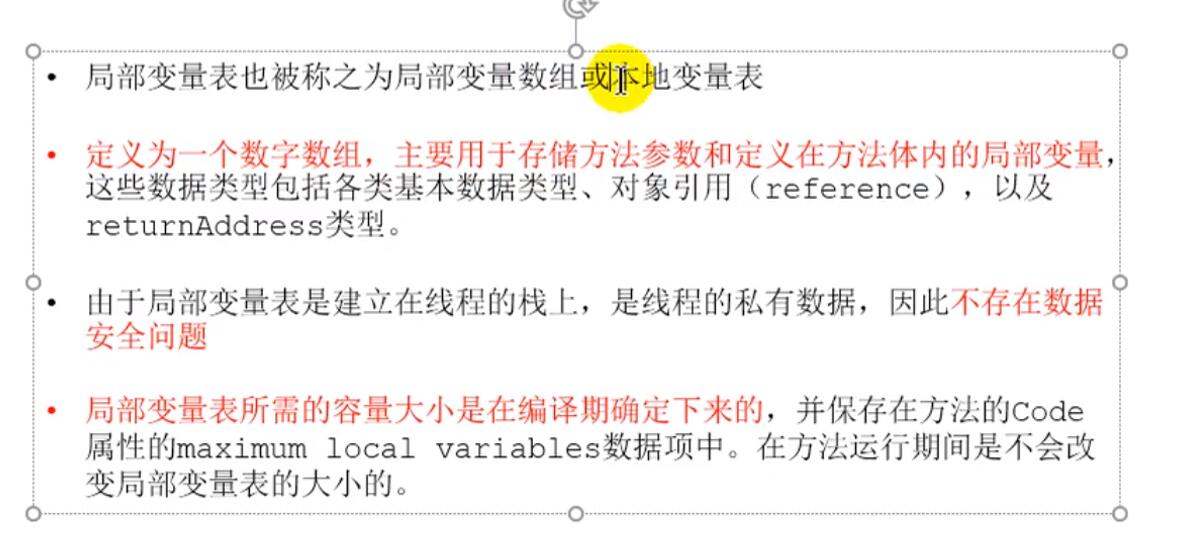 • 局部变量表也被称之为局部变量数组或本地变量表
• 定义为一个数字数组，主要用于存储方法参数和定义在方法体内的局部变量，
这些数据类型包括各类基本数据类型、对象引用（reference），以及
returnAddress类型。
• 由于局部变量表是建立在线程的栈上，是线程的私有数据，因此不存在数据
安全问题
• 局部变量表所需的容量大小是在编译期确定下来的，并保存在方法的Code
属性的maximum local variables数据项中。在方法运行期间是不会改
变局部变量表的大小的。